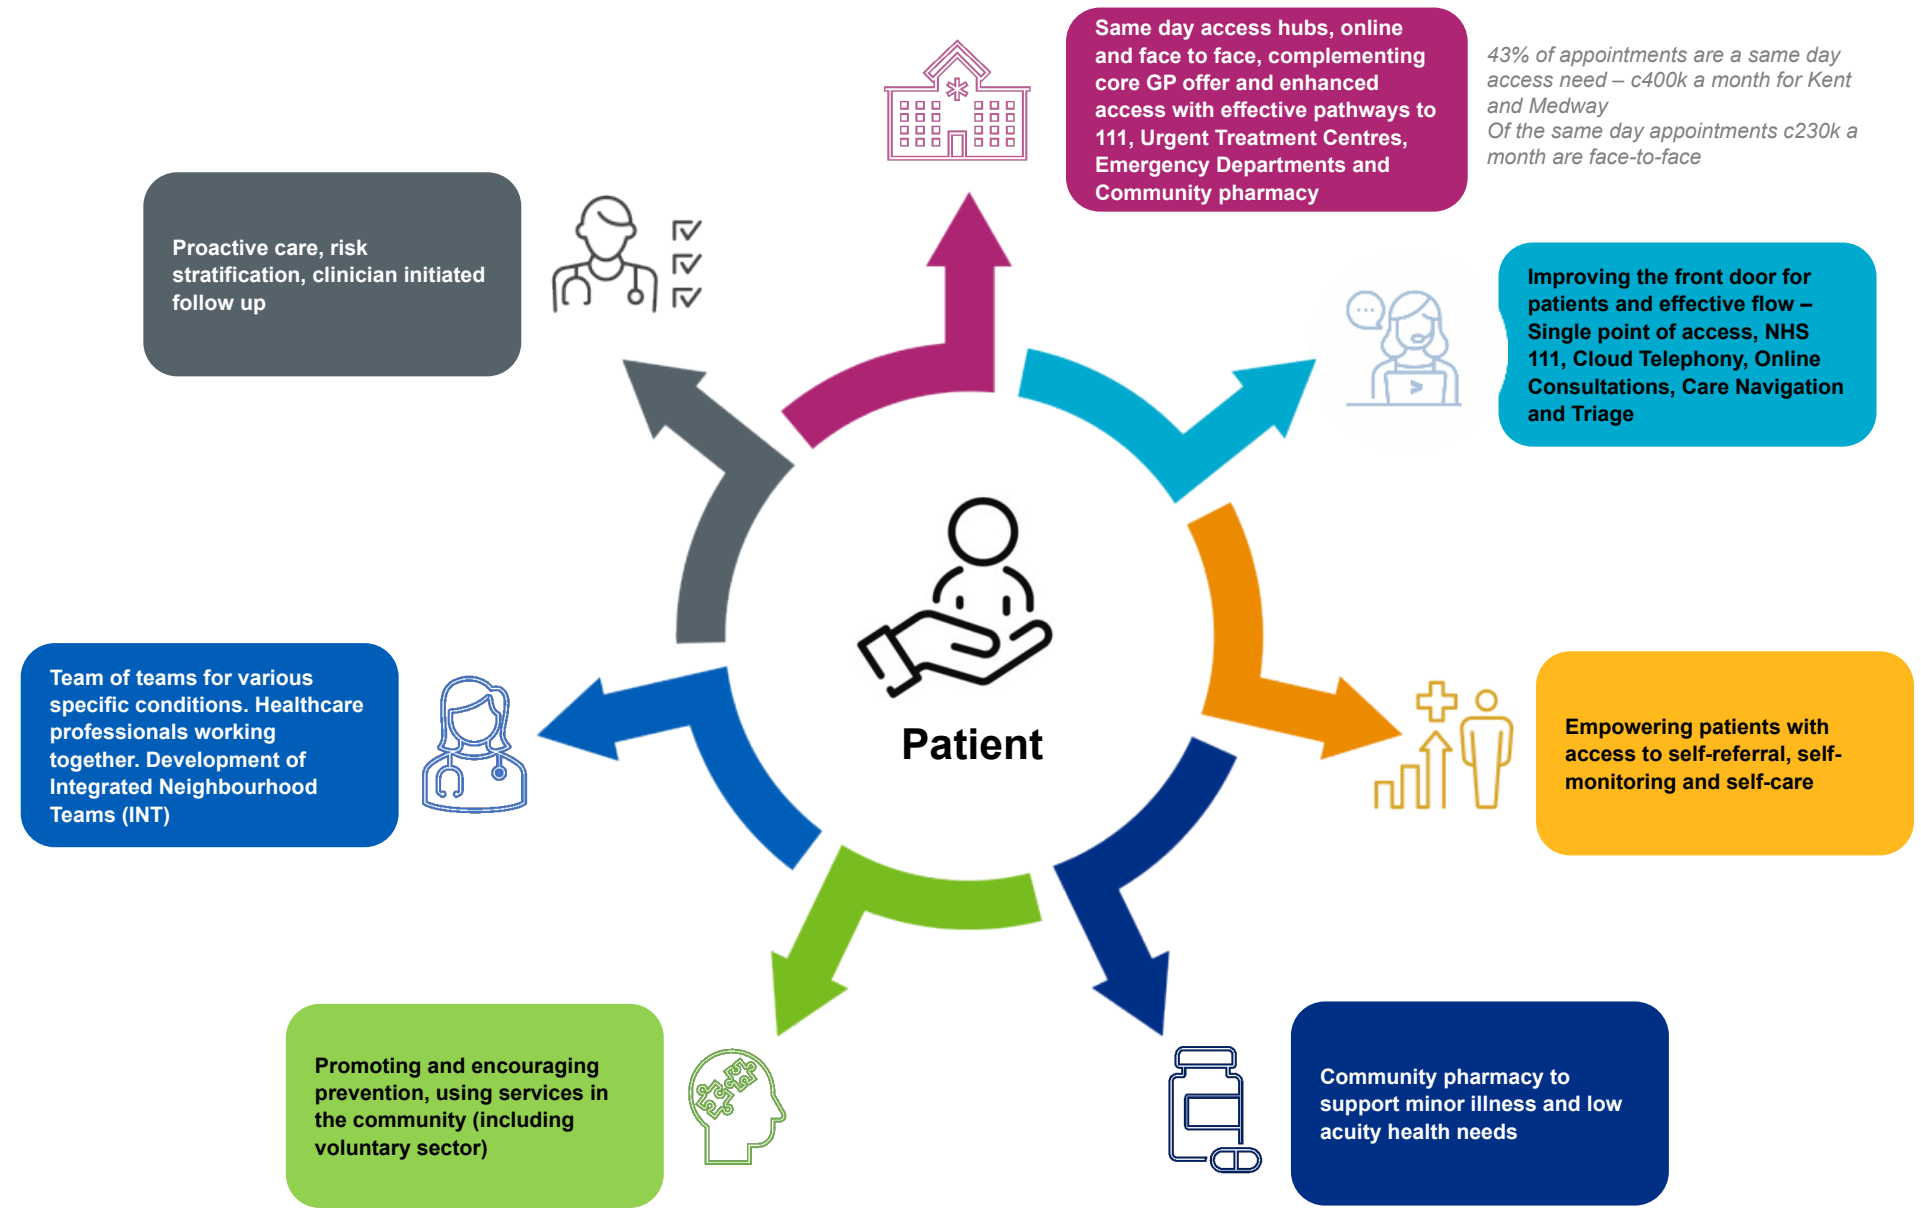 Same day access hubs, online
and face to face, complementing
core GP offer and enhanced
access with effective pathways to
111, Urgent Treatment Centres,
Emergency Departments and
Community pharmacy
43% of appointments are a same day
access need – c400k a month for Kent
and Medway
Of the same day appointments c230k a
month are face-to-face
Proactive care, risk
stratification, clinician initiated
follow up
Improving the front door for
patients and effective flow –
Single point of access, NHS
111, Cloud Telephony, Online
Consultations, Care Navigation
and Triage
Team of teams for various
specific conditions. Healthcare
professionals working
together. Development of
Integrated Neighbourhood
Teams (INT)
Patient
Empowering patients with
access to self-referral, self-
monitoring and self-care
Promoting and encouraging
prevention, using services in
the community (including
voluntary sector)
Community pharmacy to
support minor illness and low
acuity health needs